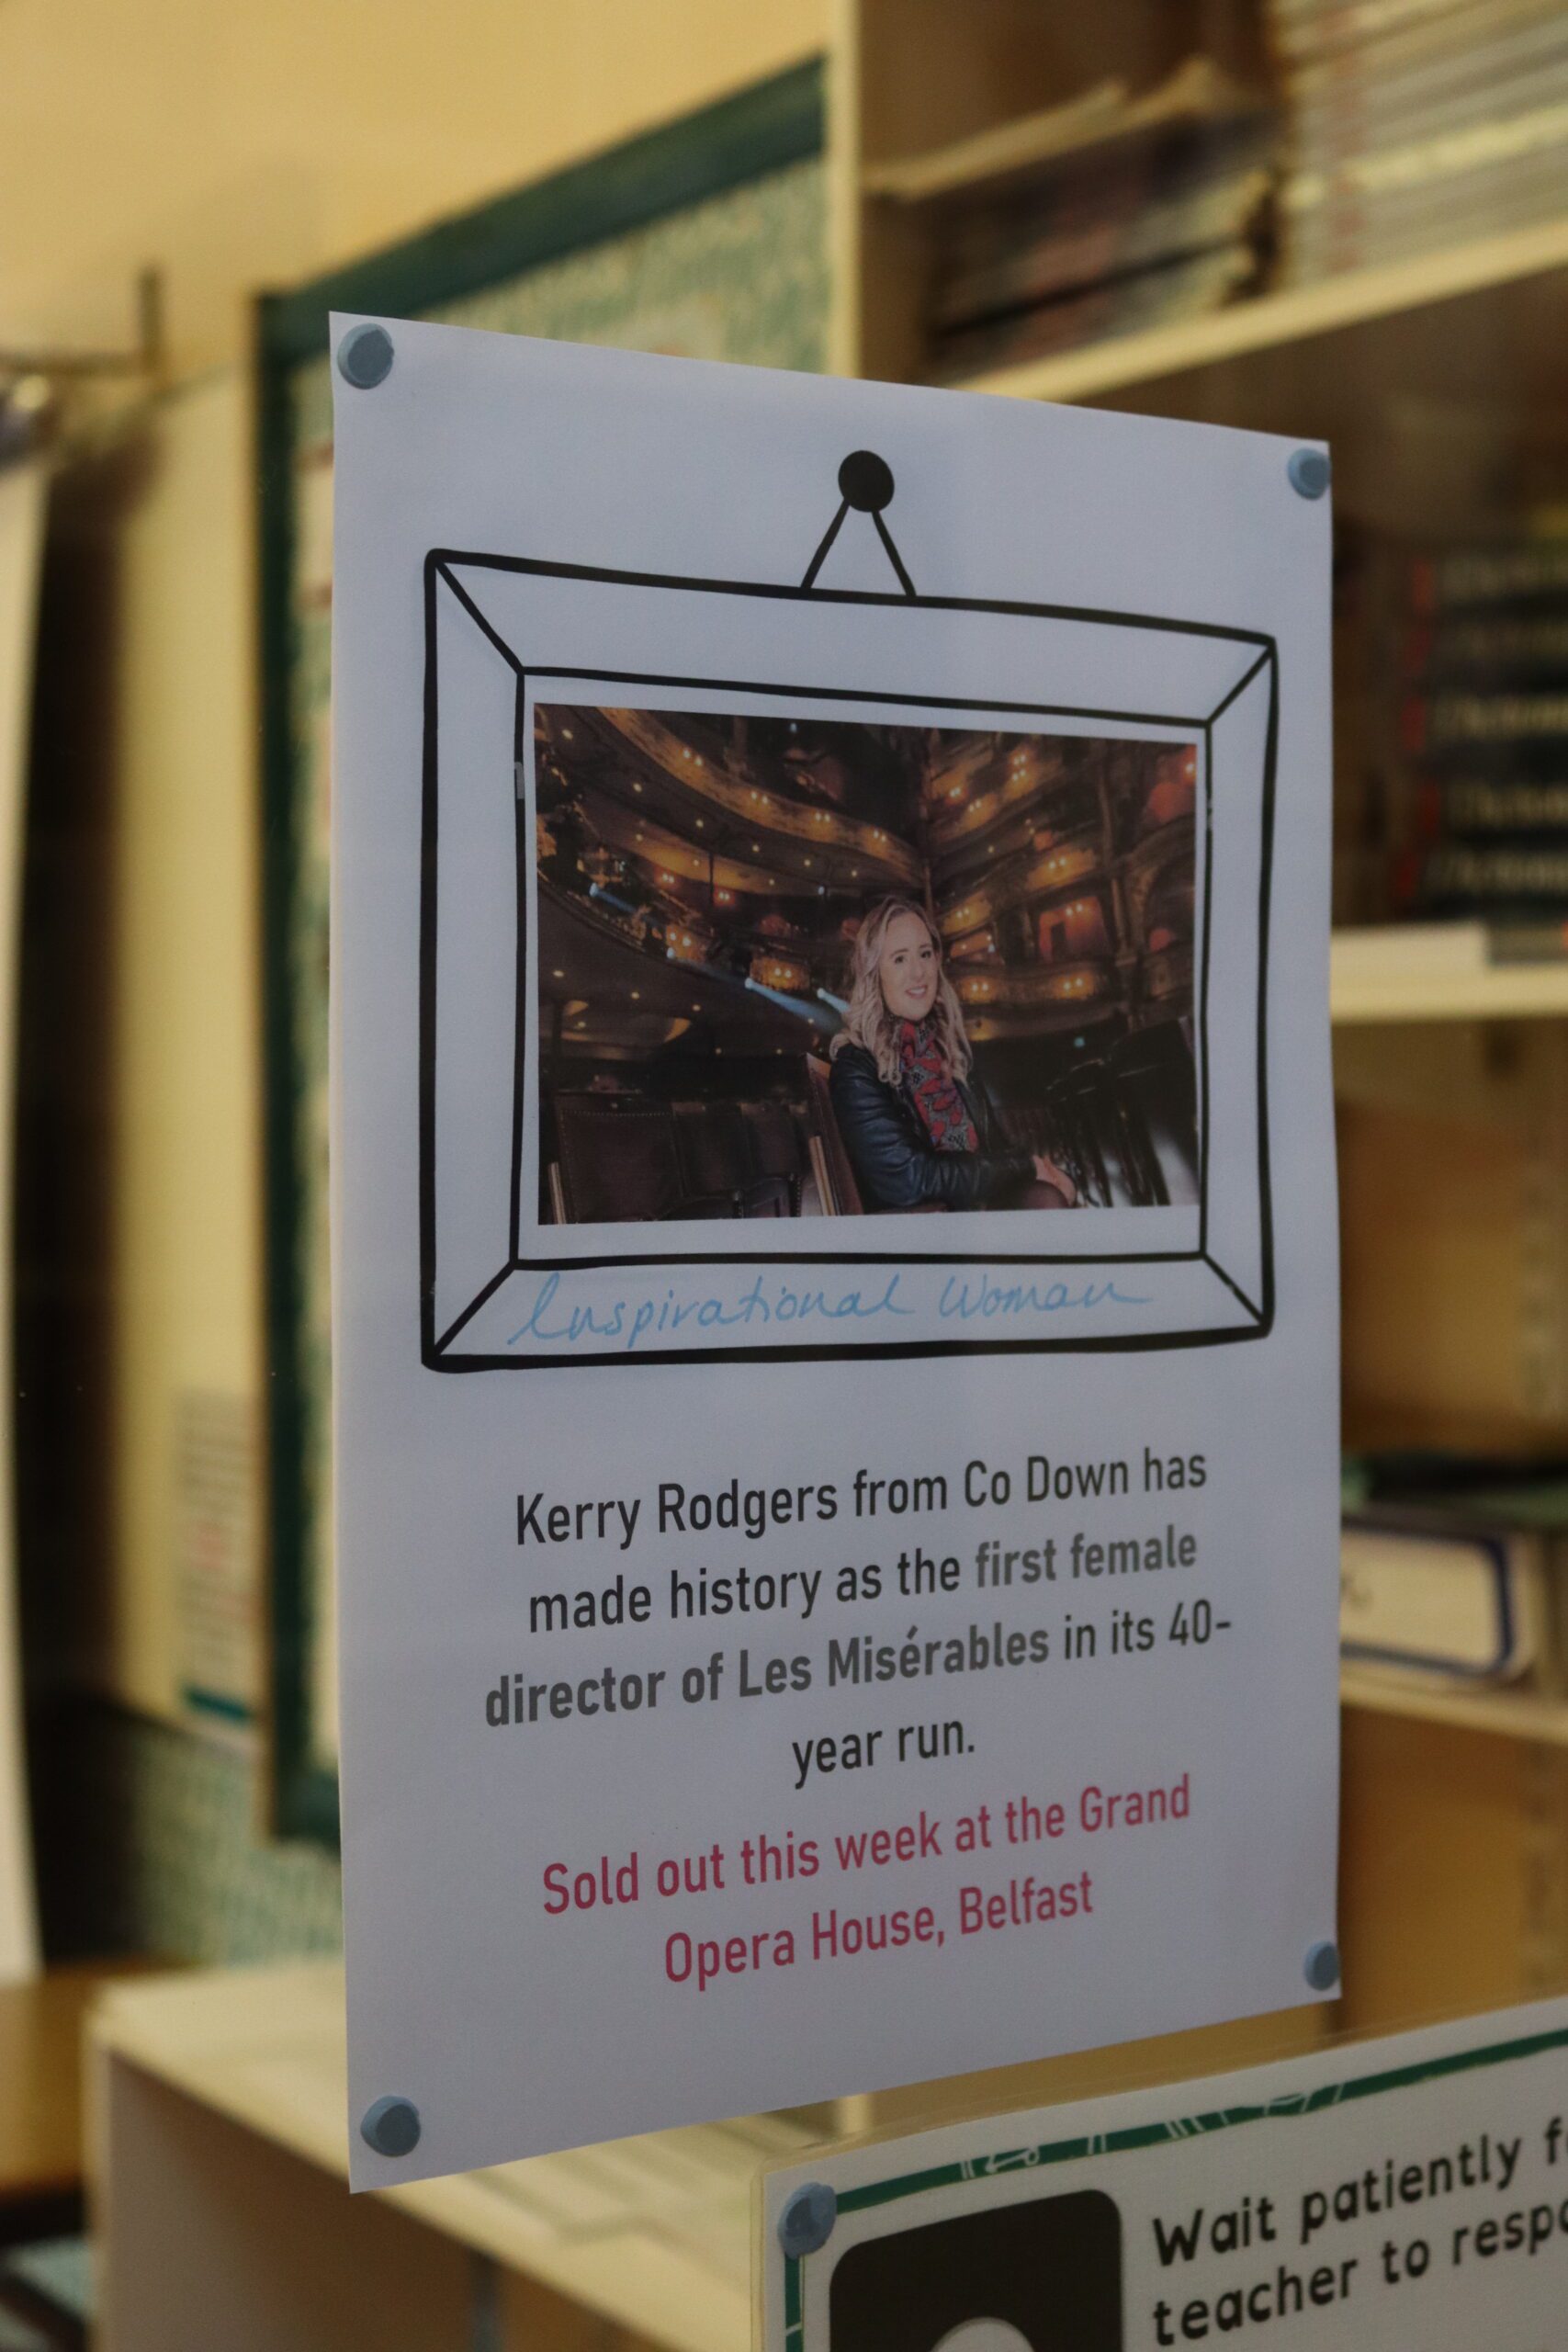 Inspirational Woman
Kerry Rodgers from Co Down has
made history as the first female
director of Les Misérables in its 40-
year run.
Sold out this week at the Grand
Opera House, Belfast
Wait patiently
teacher to